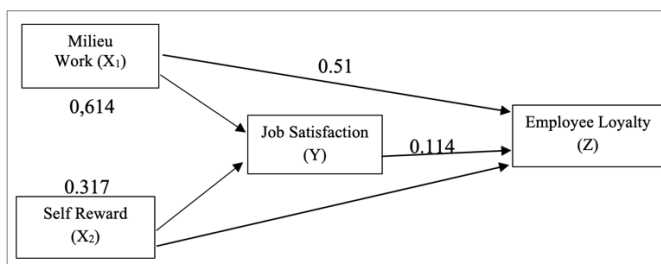 Milieu
Work (X₁)
0.51
0,614
Job Satisfaction
(Y)
0.114
Employee Loyalty
(Z)
0.317
Self Reward
(X₂)